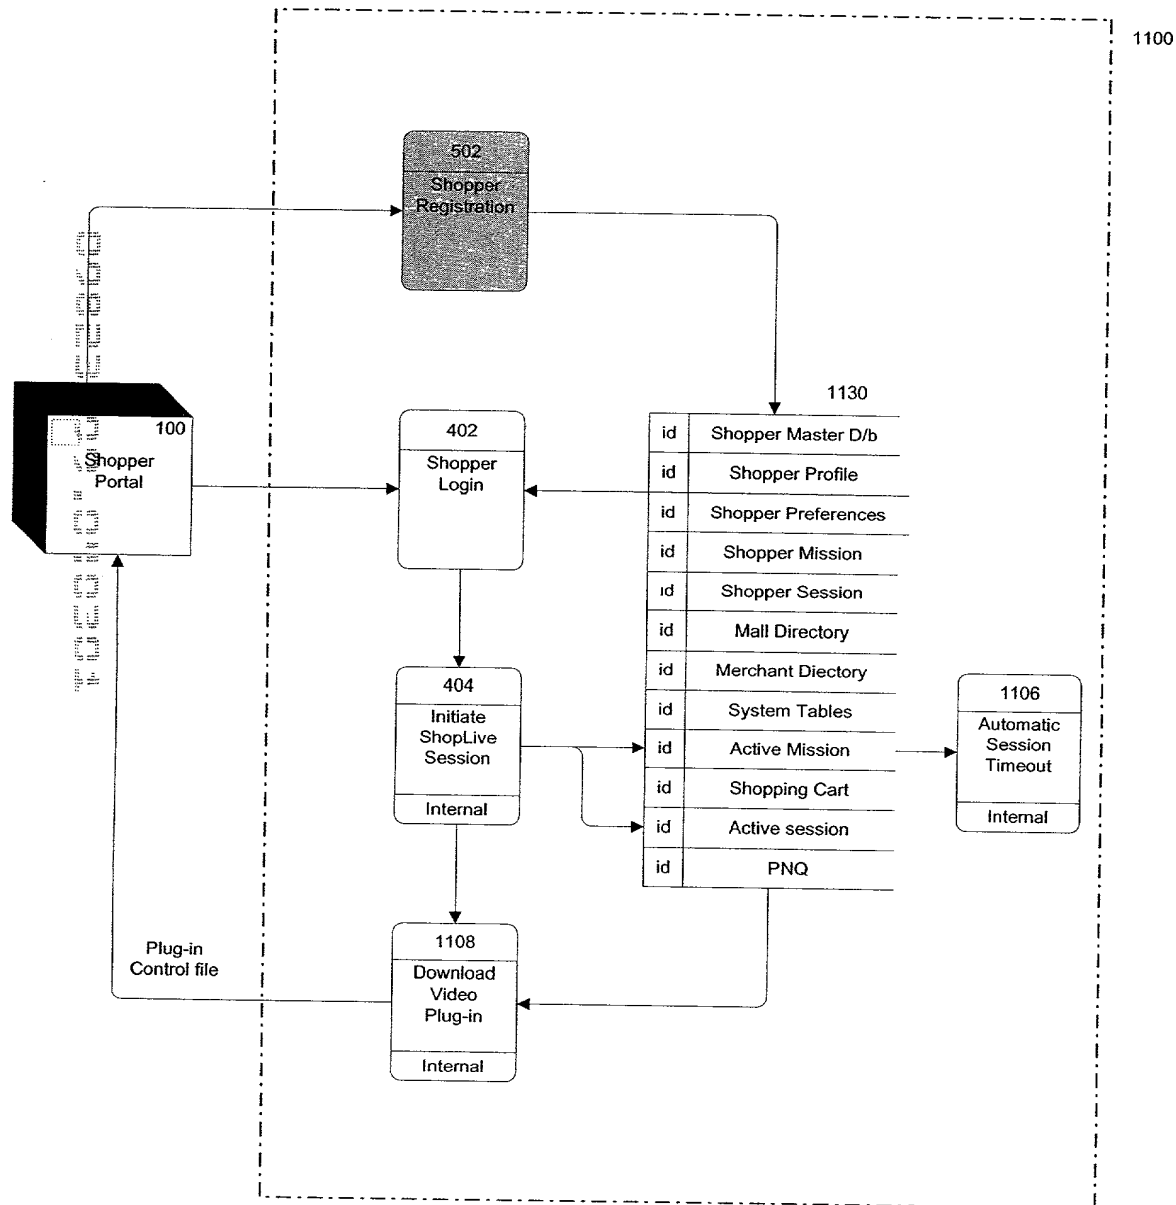 1100
502
Shopper
Registration
1130
100
Shopper
Portal
402
Shopper
Login
id Shopper Master D/b
id Shopper Profile
id Shopper Preferences
id Shopper Mission
id Shopper Session
id Mall Directory
id Merchant Diectory
id System Tables
id Active Mission
id Shopping Cart
id Active session
id PNQ
404
Initiate
ShopLive
Session
Internal
1106
Automatic
Session
Timeout
Internal
Plug-in
Control file
1108
Download
Video
Plug-in
Internal